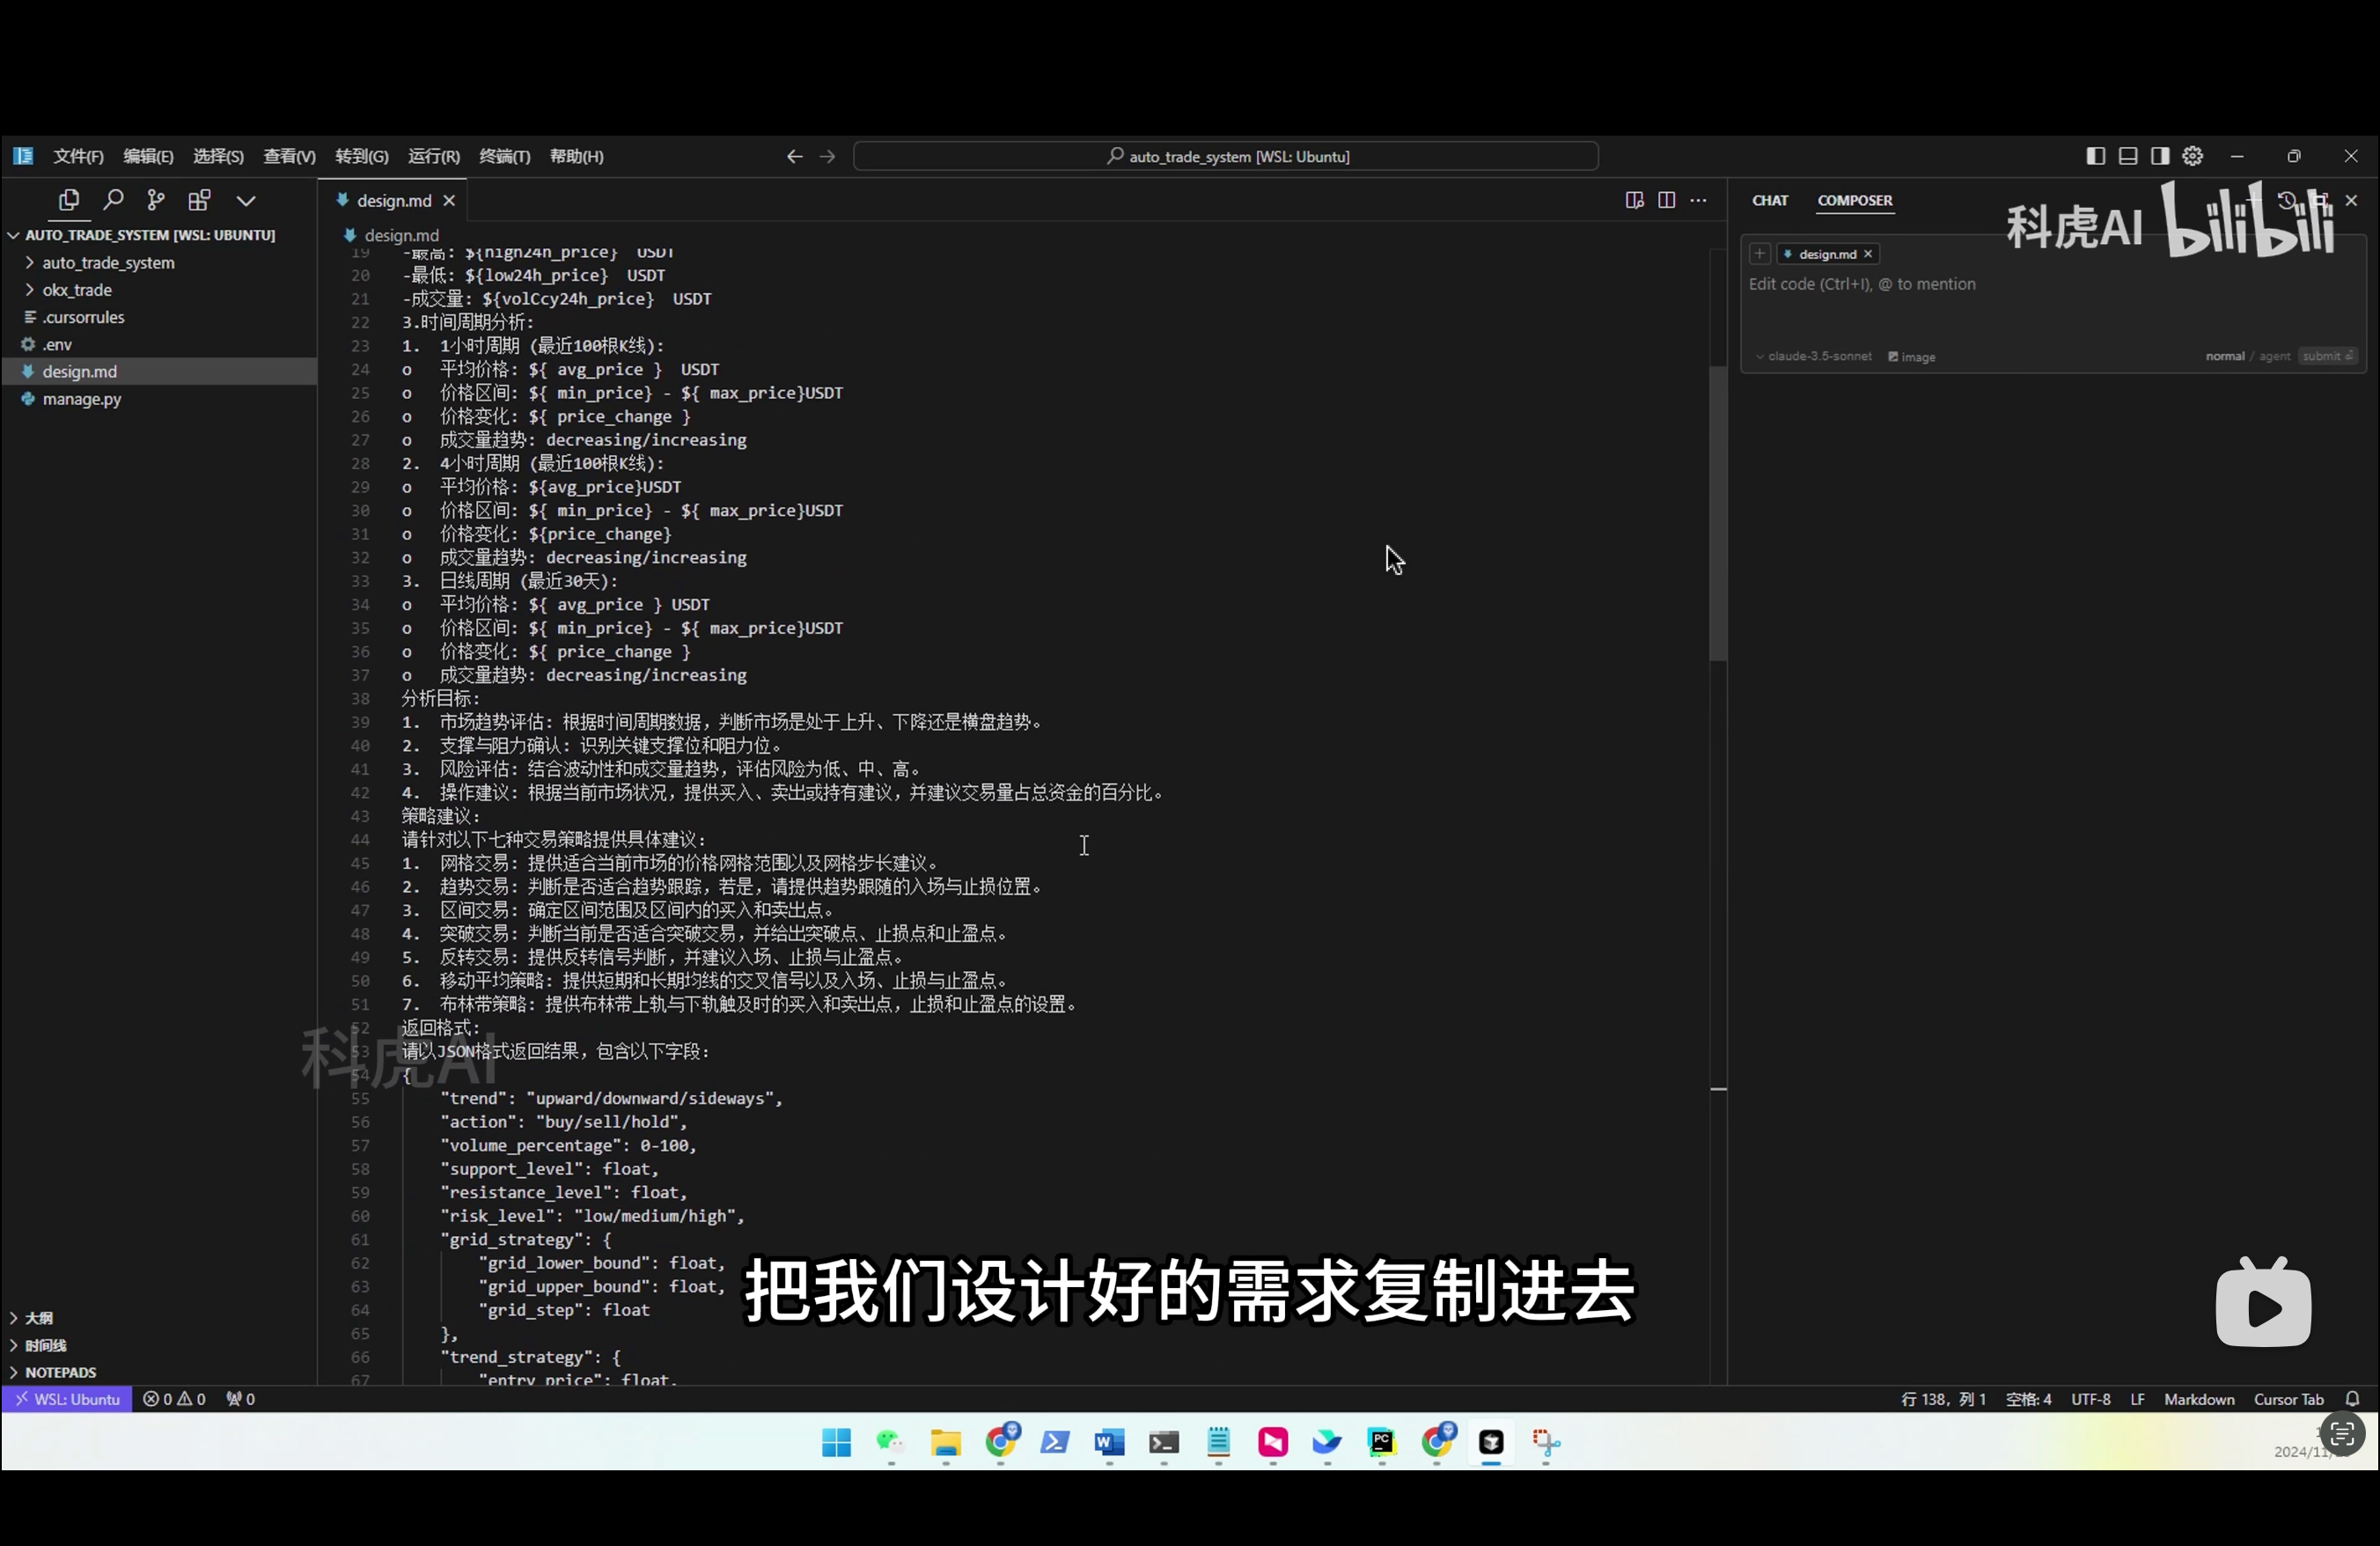 文件(F) 编辑(E) 选择(S) 查看(V) 转到(G) 运行(R) 终端(T) 帮助(H) auto_trade_system [WSL: Ubuntu]
AUTO_TRADE_SYSTEM [WSL: UBUNTU]
auto_trade_system
okx_trade
.cursorrules
.env
design.md
manage.py
大纲
时间线
NOTEPADS
design.md
design.md
19 -最高: ${high24h_price} USDT
20 -最低: ${low24h_price} USDT
21 -成交量: ${volCcy24h_price} USDT
22 3.时间周期分析:
23 1. 1小时周期 (最近100根K线):
24 o 平均价格: ${ avg_price } USDT
25 o 价格区间: ${ min_price} - ${ max_price}USDT
26 o 价格变化: ${ price_change }
27 o 成交量趋势: decreasing/increasing
28 2. 4小时周期 (最近100根K线):
29 o 平均价格: ${avg_price}USDT
30 o 价格区间: ${ min_price} - ${ max_price}USDT
31 o 价格变化: ${price_change}
32 o 成交量趋势: decreasing/increasing
33 3. 日线周期 (最近30天):
34 o 平均价格: ${ avg_price } USDT
35 o 价格区间: ${ min_price} - ${ max_price}USDT
36 o 价格变化: ${ price_change }
37 o 成交量趋势: decreasing/increasing
38 分析目标:
39 1. 市场趋势评估: 根据时间周期数据，判断市场是处于上升、下降还是横盘趋势。
40 2. 支撑与阻力确认: 识别关键支撑位和阻力位。
41 3. 风险评估: 结合波动性和成交量趋势，评估风险为低、中、高。
42 4. 操作建议: 根据当前市场状况，提供买入、卖出或持有建议，并建议交易量占总资金的百分比。
43 策略建议:
44 请针对以下七种交易策略提供具体建议:
45 1. 网格交易: 提供适合当前市场的价格网格范围以及网格步长建议。
46 2. 趋势交易: 判断是否适合趋势跟踪，若是，请提供趋势跟随的入场与止损位置。
47 3. 区间交易: 确定区间范围及区间内的买入和卖出点。
48 4. 突破交易: 判断当前是否适合突破交易，并给出突破点、止损点和止盈点。
49 5. 反转交易: 提供反转信号判断，并建议入场、止损与止盈点。
50 6. 移动平均策略: 提供短期和长期均线的交叉信号以及入场、止损与止盈点。
51 7. 布林带策略: 提供布林带上轨与下轨触及时的买入和卖出点，止损和止盈点的设置。
52 返回格式:
53 请以JSON格式返回结果，包含以下字段:
54 {
55 "trend": "upward/downward/sideways",
56 "action": "buy/sell/hold",
57 "volume_percentage": 0-100,
58 "support_level": float,
59 "resistance_level": float,
60 "risk_level": "low/medium/high",
61 "grid_strategy": {
62 "grid_lower_bound": float,
63 "grid_upper_bound": float,
64 "grid_step": float
65 },
66 "trend_strategy": {
67 "entry_price": float,
科虎AI
把我们设计好的需求复制进去
CHAT COMPOSER
科虎AI bilibili
design.md
Edit code (Ctrl+I), @ to mention
claude-3.5-sonnet image normal / agent submit
WSL: Ubuntu 0 0 0 行 138，列 1 空格: 4 UTF-8 LF Markdown Cursor Tab
W PC
2024/11/